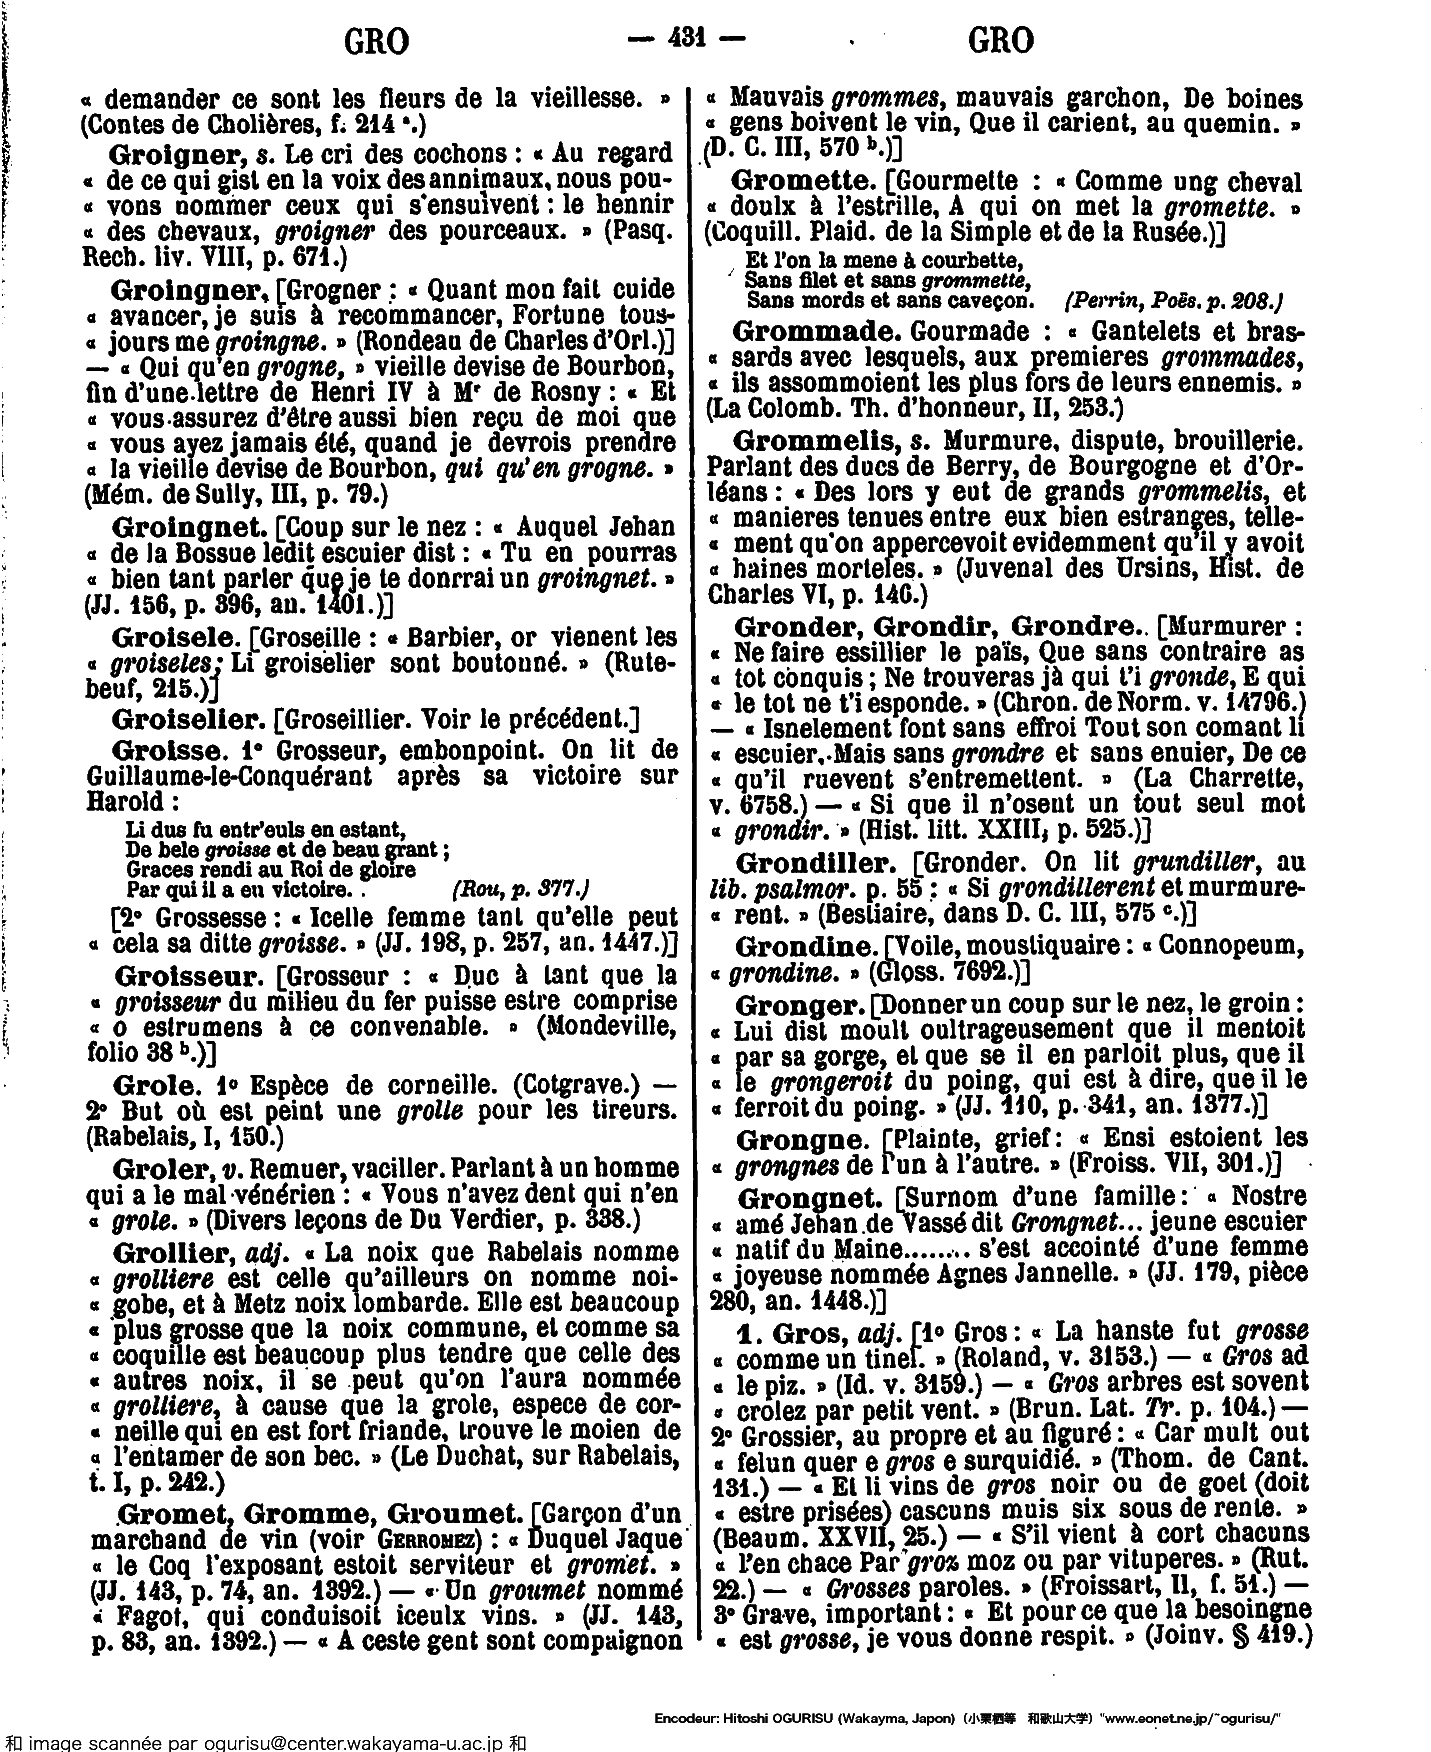 GRO — 431 — GRO
« demander ce sont les fleurs de la vieillesse. »
(Contes de Cholières, f. 214 ª.)
Groigner, s. Le cri des cochons : « Au regard
« de ce qui gist en la voix des annimaux, nous pou-
« vons nommer ceux qui s'ensuivent : le hennir
« des chevaux, groigner des pourceaux. » (Pasq.
Rech. liv. VIII, p. 671.)
Groingner. [Grogner : « Quant mon fait cuide
« avancer, je suis à recommancer, Fortune tous-
« jours me groingne. » (Rondeau de Charles d'Orl.)]
— « Qui qu'en grogne, » vieille devise de Bourbon,
fin d'une lettre de Henri IV à Mr de Rosny : « Et
« vous assurez d'être aussi bien reçu de moi que
« vous ayez jamais été, quand je devrois prendre
« la vieille devise de Bourbon, qui qu'en grogne. »
(Mém. de Sully, III, p. 79.)
Groingnet. [Coup sur le nez : « Auquel Jehan
« de la Bossue ledit escuier dist : « Tu en pourras
« bien tant parler que je te donrrai un groingnet. »
(JJ. 156, p. 396, an. 1401.)]
Groisele. [Groseille : « Barbier, or vienent les
« groiseles; Li groiselier sont boutonné. » (Rute-
beuf, 215.)]
Groiselier. [Groseillier. Voir le précédent.]
Groisse. 1º Grosseur, embonpoint. On lit de
Guillaume-le-Conquérant après sa victoire sur
Harold :
Li dus fu entr'euls en estant,
De bele groisse et de beau grant ;
Graces rendi au Roi de gloire
Par qui il a eu victoire. . (Rou, p. 377.)
[2º Grossesse : « Icelle femme tant qu'elle peut
« cela sa ditte groisse. » (JJ. 198, p. 257, an. 1447.)]
Groisseur. [Grosseur : « Duc à tant que la
« groisseur du milieu du fer puisse estre comprise
« o estrumens à ce convenable. » (Mondeville,
folio 38 b.)]
Grole. 1º Espèce de corneille. (Cotgrave.) —
2º But où est peint une grolle pour les tireurs.
(Rabelais, I, 150.)
Groler, v. Remuer, vaciller. Parlant à un homme
qui a le mal vénérien : « Vous n'avez dent qui n'en
« grole. » (Divers leçons de Du Verdier, p. 338.)
Grollier, adj. « La noix que Rabelais nomme
« grolliere est celle qu'ailleurs on nomme noi-
« gobe, et à Metz noix lombarde. Elle est beaucoup
« plus grosse que la noix commune, et comme sa
« coquille est beaucoup plus tendre que celle des
« autres noix, il se peut qu'on l'aura nommée
« grolliere, à cause que la grole, espece de cor-
« neille qui en est fort friande, trouve le moien de
« l'entamer de son bec. » (Le Duchat, sur Rabelais,
t. I, p. 242.)
Gromet, Gromme, Groumet. [Garçon d'un
marchand de vin (voir GERROMEZ) : « Duquel Jaque
« le Coq l'exposant estoit serviteur et gromet. »
(JJ. 143, p. 74, an. 1392.) — « Un groumet nommé
« Fagot, qui conduisoit iceulx vins. » (JJ. 143,
p. 83, an. 1392.) — « A ceste gent sont compaignon
« Mauvais grommes, mauvais garchon, De boines
« gens boivent le vin, Que il carient, au quemin. »
(D. C. III, 570 b.)]
Gromette. [Gourmette : « Comme ung cheval
« doulx à l'estrille, A qui on met la gromette. »
(Coquill. Plaid. de la Simple et de la Rusée.)]
Et l'on la mene à courbette,
Sans filet et sans grommette,
Sans mords et sans caveçon. (Perrin, Poës. p. 208.)
Grommade. Gourmade : « Gantelets et bras-
« sards avec lesquels, aux premieres grommades,
« ils assommoient les plus fors de leurs ennemis. »
(La Colomb. Th. d'honneur, II, 253.)
Grommelis, s. Murmure, dispute, brouillerie.
Parlant des ducs de Berry, de Bourgogne et d'Or-
léans : « Des lors y eut de grands grommelis, et
« manieres tenues entre eux bien estranges, telle-
« ment qu'on appercevoit evidemment qu'il y avoit
« haines morteles. » (Juvenal des Ursins, Hist. de
Charles VI, p. 146.)
Gronder, Grondir, Grondre. [Murmurer :
« Ne faire essillier le païs, Que sans contraire as
« tot conquis ; Ne trouveras jà qui t'i gronde, E qui
« le tot ne t'i esponde. » (Chron. de Norm. v. 14796.)
— « Isnelement font sans effroi Tout son comant li
« escuier, Mais sans grondre et sans enuier, De ce
« qu'il ruevent s'entremettent. » (La Charrette,
v. 6758.) — « Si que il n'osent un tout seul mot
« grondir. » (Hist. litt. XXIII, p. 525.)]
Grondiller. [Gronder. On lit grundiller, au
lib. psalmor. p. 55 : « Si grondillerent et murmure-
« rent. » (Bestiaire, dans D. C. III, 575 c.)]
Grondine. [Voile, moustiquaire : « Connopeum,
« grondine. » (Gloss. 7692.)]
Gronger. [Donner un coup sur le nez, le groin :
« Lui dist moult oultrageusement que il mentoit
« par sa gorge, et que se il en parloit plus, que il
« le grongeroit du poing, qui est à dire, que il le
« ferroit du poing. » (JJ. 110, p. 341, an. 1377.)]
Grongne. [Plainte, grief : « Ensi estoient les
« grongnes de l'un à l'autre. » (Froiss. VII, 301.)]
Grongnet. [Surnom d'une famille : « Nostre
« amé Jehan de Vassé dit Grongnet... jeune escuier
« natif du Maine........ s'est accointé d'une femme
« joyeuse nommée Agnes Jannelle. » (JJ. 179, pièce
280, an. 1448.)]
1. Gros, adj. [1º Gros : « La hanste fut grosse
« comme un tinel. » (Roland, v. 3153.) — « Gros ad
« le piz. » (Id. v. 3159.) — « Gros arbres est sovent
« crolez par petit vent. » (Brun. Lat. Tr. p. 104.) —
2º Grossier, au propre et au figuré : « Car mult out
« felun quer e gros e surquidié. » (Thom. de Cant.
131.) — « Et li vins de gros noir ou de goet (doit
« estre prisées) cascuns muis six sous de rente. »
(Beaum. XXVII, 25.) — « S'il vient à cort chacuns
« l'en chace Par groz moz ou par vituperes. » (Rut.
22.) — « Grosses paroles. » (Froissart, II, f. 51.) —
3º Grave, important : « Et pour ce que la besoingne
« est grosse, je vous donne respit. » (Joinv. § 419.)
Encodeur: Hitoshi OGURISU (Wakayma, Japon) (小栗栖等 和歌山大学) "www.eonet.ne.jp/~ogurisu/"
和 image scannée par ogurisu@center.wakayama-u.ac.jp 和